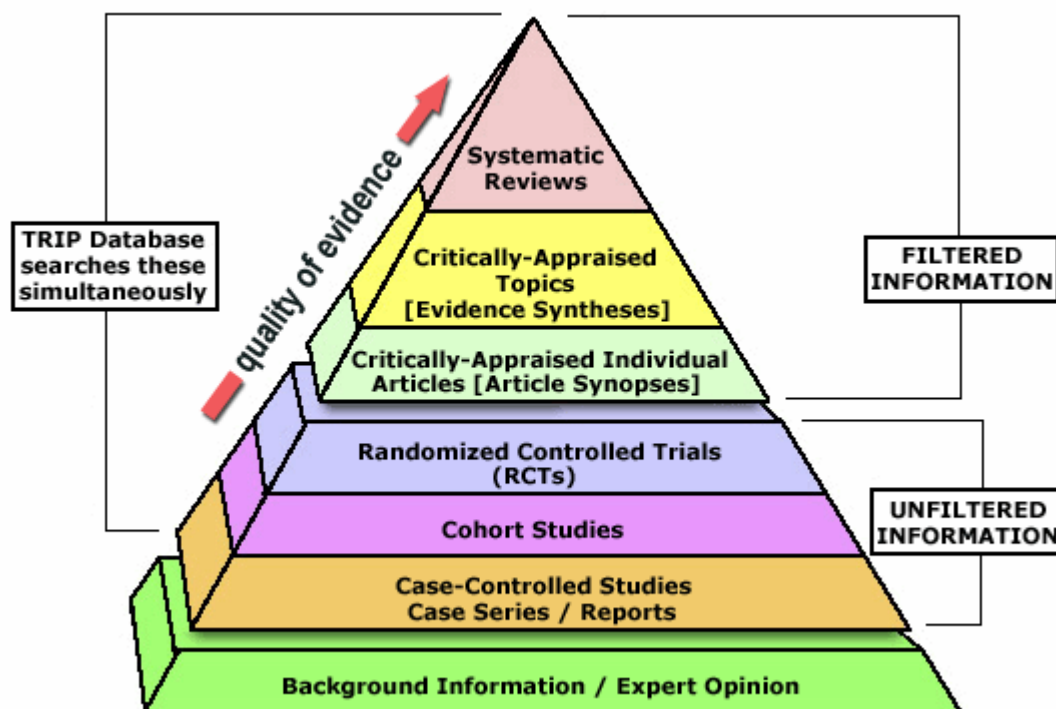 Systematic
Reviews
quality of evidence
TRIP Database
searches these
simultaneously
Critically-Appraised
Topics
[Evidence Syntheses]
FILTERED
INFORMATION
Critically-Appraised Individual
Articles [Article Synopses]
Randomized Controlled Trials
(RCTs)
UNFILTERED
INFORMATION
Cohort Studies
Case-Controlled Studies
Case Series / Reports
Background Information / Expert Opinion